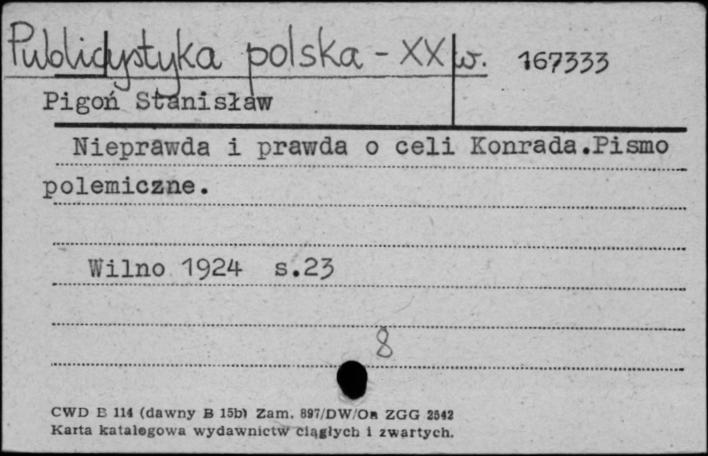 Publicystyka polska - XX w. 167333
Pigoń Stanisław
Nieprawda i prawda o celi Konrada.Pismo
polemiczne.
Wilno 1924 s.23
8
CWD E 114 (dawny B 15b) Zam. 897/DW/Oa ZGG 2542
Karta katalogowa wydawnictw ciągłych i zwartych.